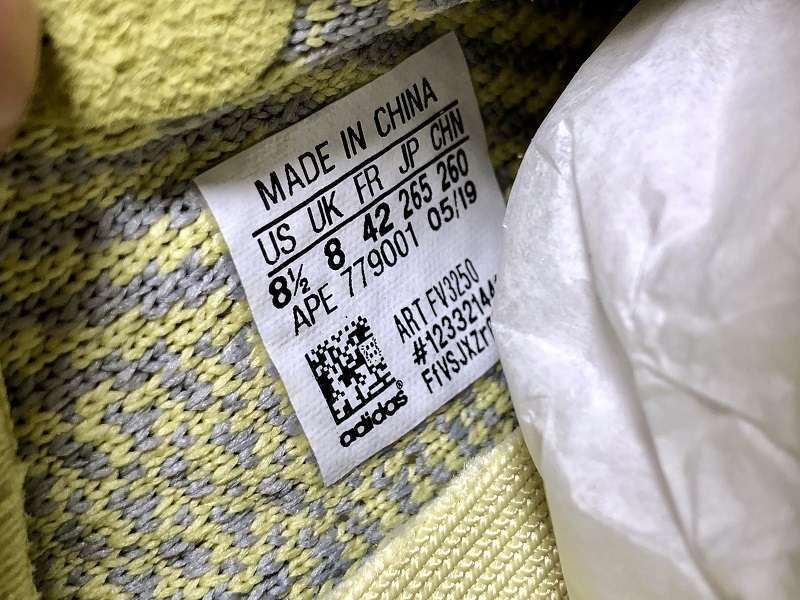 MADE IN CHINA
US UK FR JP CHN
8½ 8 42 265 260
APE 779001 05/19
ART FV3250
#12332144
adidas®